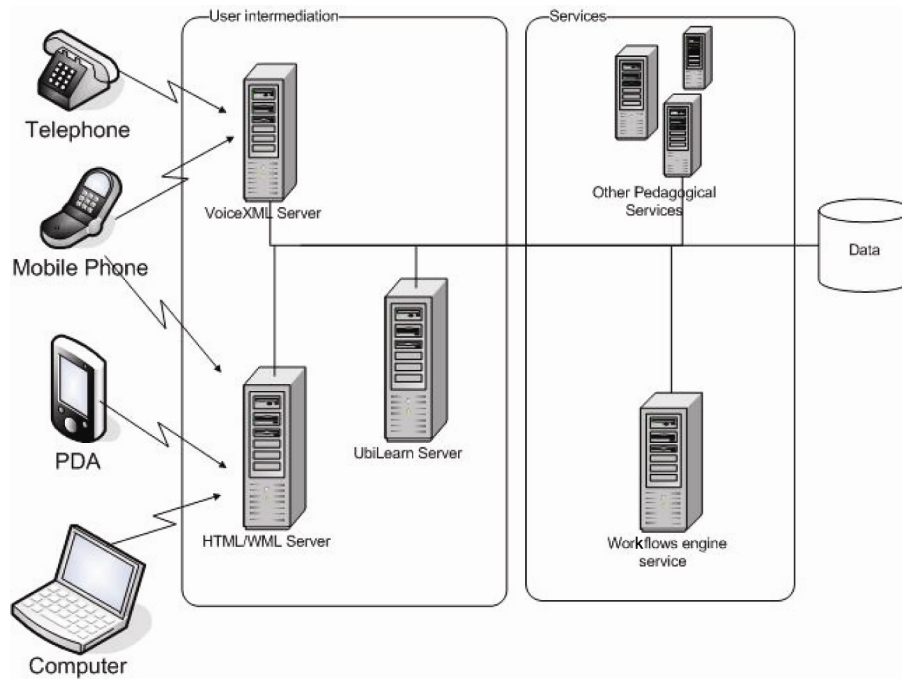 User intermediation
Services
Telephone
VoiceXML Server
Other Pedagogical
Services
Mobile Phone
Data
PDA
UbiLearn Server
HTML/WML Server
Workflows engine
service
Computer